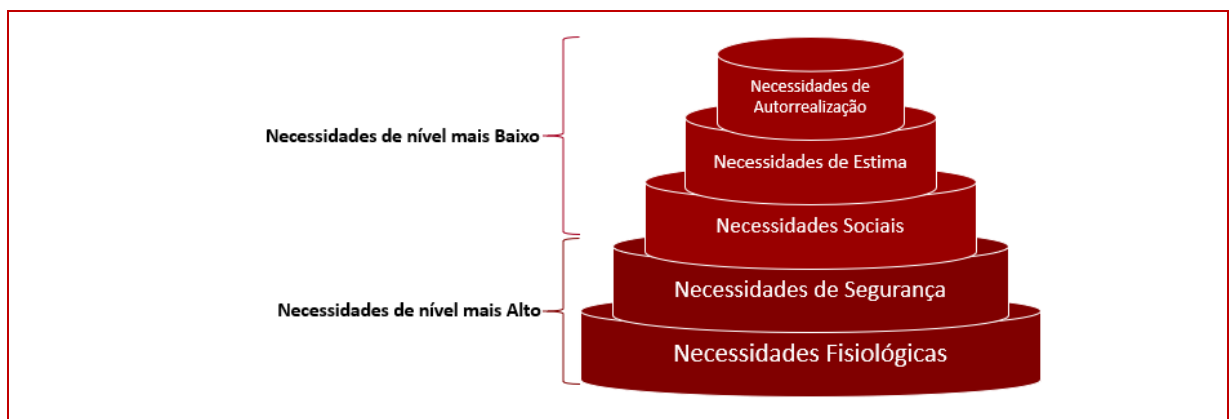 Necessidades de
Autorrealização
Necessidades de nível mais Baixo
Necessidades de Estima
Necessidades Sociais
Necessidades de Segurança
Necessidades de nível mais Alto
Necessidades Fisiológicas